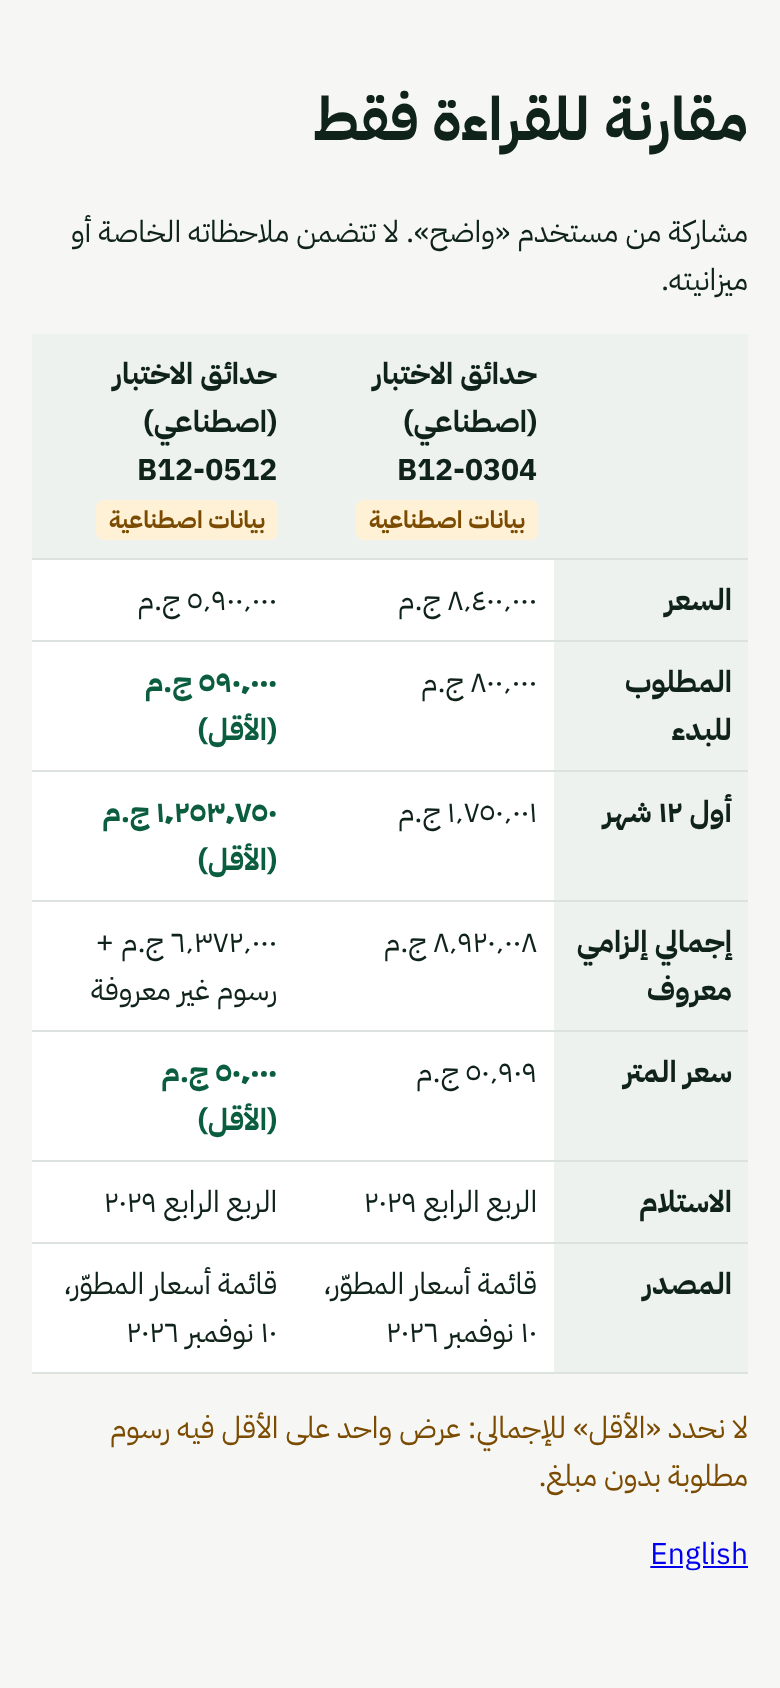 مقارنة للقراءة فقط
مشاركة من مستخدم «واضح». لا تتضمن ملاحظاته الخاصة أو
ميزانيته.
حدائق الاختبار (اصطناعي) B12-0304 بيانات اصطناعية
حدائق الاختبار (اصطناعي) B12-0512 بيانات اصطناعية
السعر ٨٬٤٠٠٬٠٠٠ ج.م ٥٬٩٠٠٬٠٠٠ ج.م
المطلوب للبدء ٨٠٠٬٠٠٠ ج.م ٥٩٠٬٠٠٠ ج.م (الأقل)
أول ١٢ شهر ١٬٧٥٠٬٠٠١ ج.م ١٬٢٥٣٬٧٥٠ ج.م (الأقل)
إجمالي إلزامي معروف ٨٬٩٢٠٬٠٠٨ ج.م ٦٬٣٧٢٬٠٠٠ ج.م + رسوم غير معروفة
سعر المتر ٥٠٬٩٠٩ ج.م ٥٠٬٠٠٠ ج.م (الأقل)
الاستلام الربع الرابع ٢٠٢٩ الربع الرابع ٢٠٢٩
المصدر قائمة أسعار المطوّر، ١٠ نوفمبر ٢٠٢٦ قائمة أسعار المطوّر، ١٠ نوفمبر ٢٠٢٦
لا نحدد «الأقل» للإجمالي: عرض واحد على الأقل فيه رسوم
مطلوبة بدون مبلغ.
English